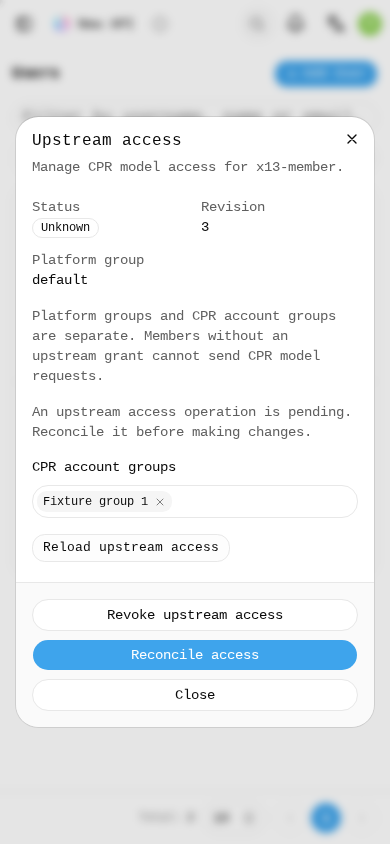 Upstream access
Manage CPR model access for x13-member.
Status
Revision
Unknown
3
Platform group
default
Platform groups and CPR account groups
are separate. Members without an
upstream grant cannot send CPR model
requests.
An upstream access operation is pending.
Reconcile it before making changes.
CPR account groups
Fixture group 1
Reload upstream access
Revoke upstream access
Reconcile access
Close